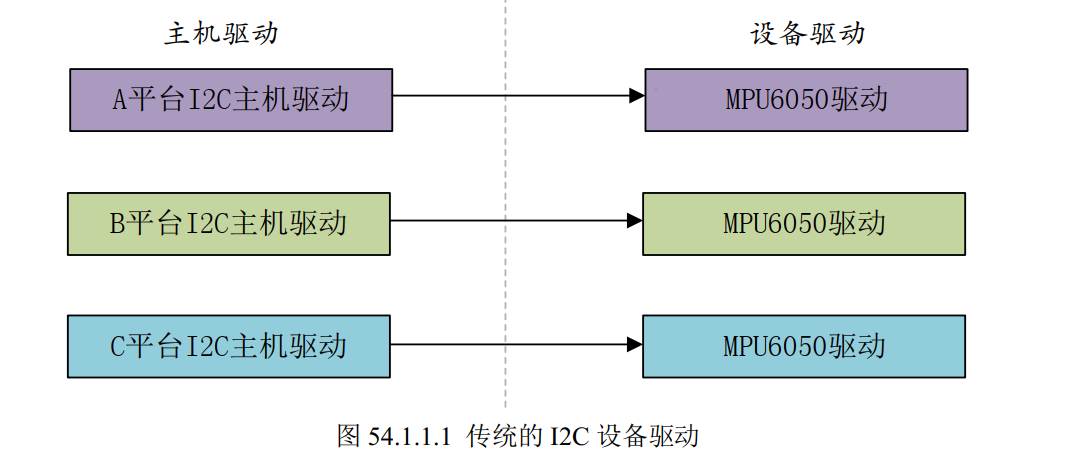 主机驱动 设备驱动
A平台I2C主机驱动 MPU6050驱动
B平台I2C主机驱动 MPU6050驱动
C平台I2C主机驱动 MPU6050驱动
图 54.1.1.1 传统的 I2C 设备驱动